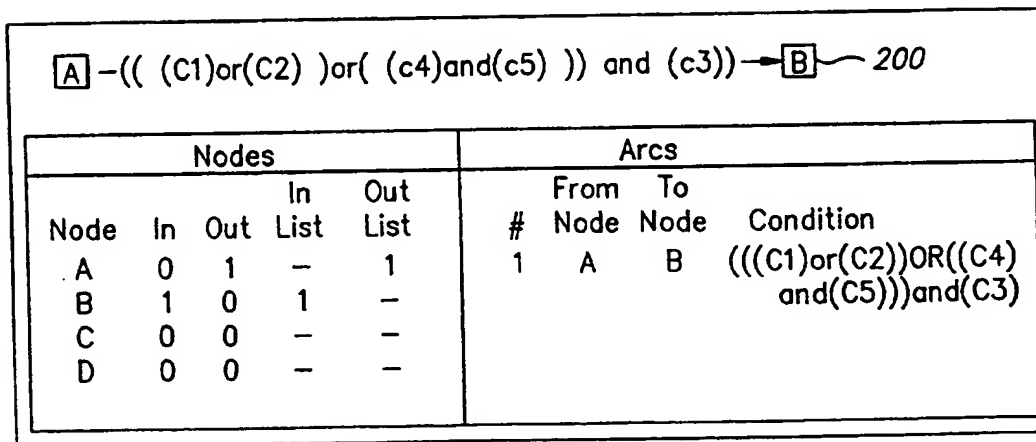 A –(( (C1)or(C2) )or( (c4)and(c5) )) and (c3))→ B 200
Nodes Arcs
In Out From To
Node In Out List List # Node Node Condition
A 0 1 – 1 1 A B (((C1)or(C2))OR((C4)
B 1 0 1 – and(C5)))and(C3)
C 0 0 – –
D 0 0 – –